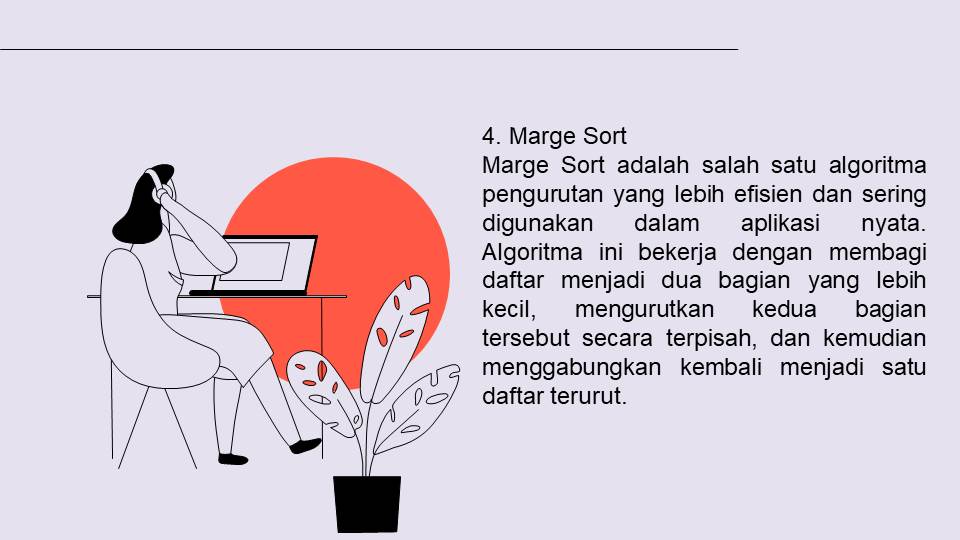 4. Marge Sort
Marge Sort adalah salah satu algoritma
pengurutan yang lebih efisien dan sering
digunakan dalam aplikasi nyata.
Algoritma ini bekerja dengan membagi
daftar menjadi dua bagian yang lebih
kecil, mengurutkan kedua bagian
tersebut secara terpisah, dan kemudian
menggabungkan kembali menjadi satu
daftar terurut.